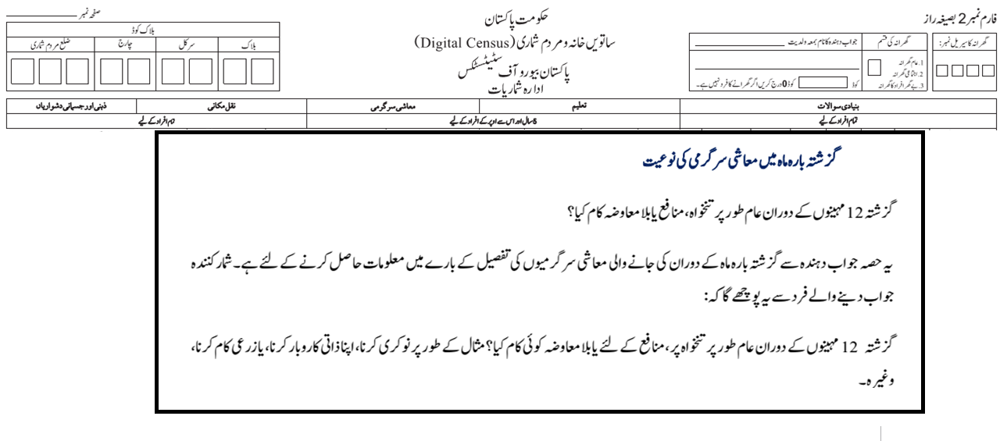 فارم نمبر 2 بصیغہ راز
حکومت پاکستان
صفحہ نمبر
ساتویں خانہ و مردم شماری (Digital Census)
پاکستان بیورو آف سٹیٹسٹکس
ادارہ شماریات
گھرانہ کا سیریل نمبر:
گھرانہ کی قسم
1۔ عام گھرانہ
2۔ اجتماعی گھرانہ
3۔ بے گھر افراد کا گھرانہ
جواب دہندہ کا نام بمعہ ولدیت
کوڈ
کوڈ 0 درج کریں اگر گھرانے کا فرد نہیں ہے۔
بلاک کوڈ
بلاک سرکل چارج ضلع مردم شماری
بنیادی سوالات تعلیم معاشی سرگرمی نقل مکانی ذہنی اور جسمانی دشواریاں
تمام افراد کے لیے 5 سال اور اس سے اوپر کے افراد کے لیے تمام افراد کے لیے
گزشتہ بارہ ماہ میں معاشی سرگرمی کی نوعیت
گزشتہ 12 مہینوں کے دوران عام طور پر تنخواہ، منافع یا بلا معاوضہ کام کیا؟
یہ حصہ جواب دھندہ سے گزشتہ بارہ ماہ کے دوران کی جانے والی معاشی سرگرمیوں کی تفصیل کے بارے میں معلومات حاصل کرنے کے لئے ہے۔ شمار کنندہ
جواب دینے والے فرد سے یہ پوچھے گا کہ:
گزشتہ 12 مہینوں کے دوران عام طور پر تنخواہ پر، منافع کے لئے یا بلا معاوضہ کوئی کام کیا؟ مثال کے طور پر نوکری کرنا، اپنا ذاتی کاروبار کرنا، یا زرعی کام کرنا،
وغیرہ۔